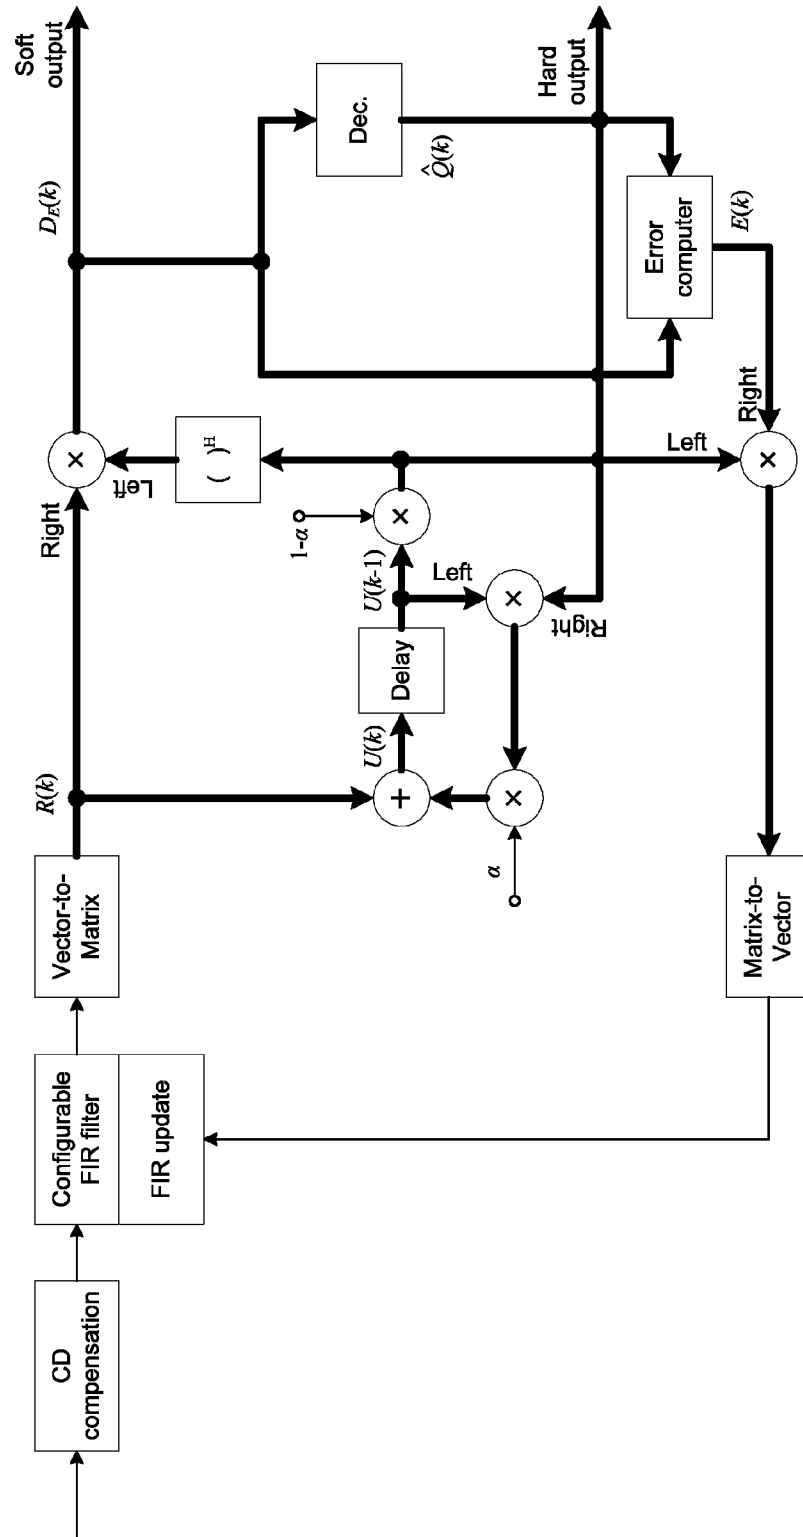 CD
compensation
Configurable
FIR filter
FIR update
Vector-to-
Matrix
R(k)
Right
×
Left
( )ᴴ
D_E(k)
Soft
output
Dec.
Q̂(k)
Hard
output
α
×
+
U(k)
Delay
U(k-1)
1-α
×
Left
×
Right
Error
computer
E(k)
Right
Left
×
Matrix-to-
Vector